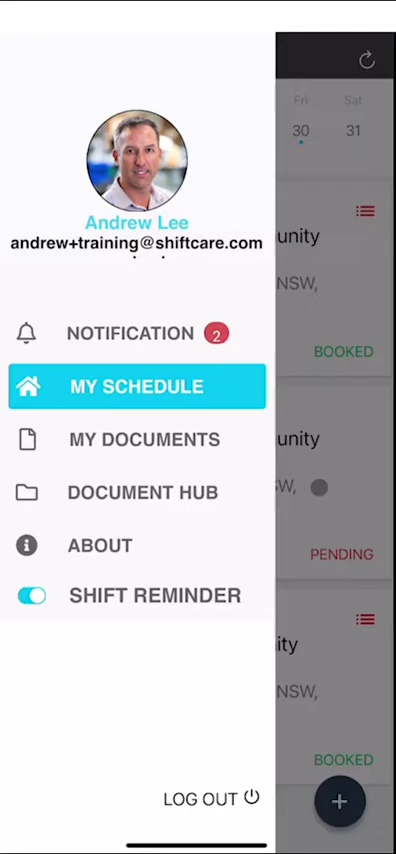 Fri Sat
30 31
Andrew Lee
andrew+training@shiftcare.com
unity
NSW,
BOOKED
NOTIFICATION 2
MY SCHEDULE
MY DOCUMENTS
unity
DOCUMENT HUB
W,
ABOUT
PENDING
SHIFT REMINDER
ity
NSW,
BOOKED
LOG OUT
+